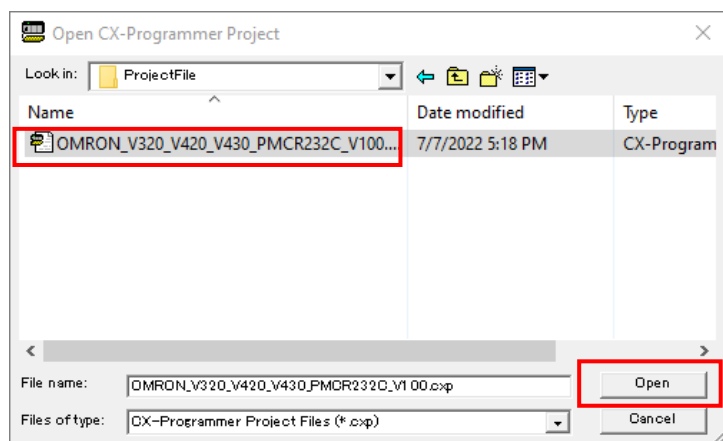 Open CX-Programmer Project
Look in: ProjectFile
Name Date modified Type
OMRON_V320_V420_V430_PMCR232C_V100.... 7/7/2022 5:18 PM CX-Program
File name: OMRON_V320_V420_V430_PMCR232C_V100.cxp Open
Files of type: CX-Programmer Project Files (*.cxp) Cancel